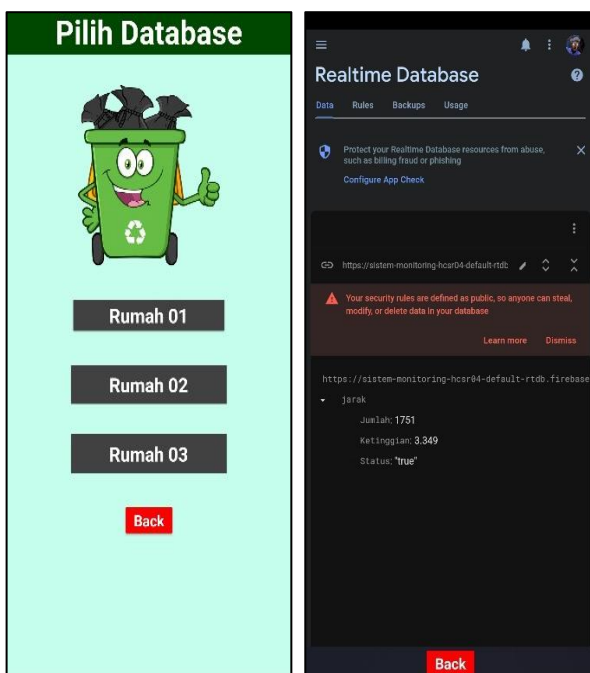 Pilih Database
Rumah 01
Rumah 02
Rumah 03
Back
Realtime Database
Data Rules Backups Usage
Protect your Realtime Database resources from abuse,
such as billing fraud or phishing
Configure App Check
https://sistem-monitoring-hcsr04-default-rtdb
Your security rules are defined as public, so anyone can steal,
modify, or delete data in your database
Learn more Dismiss
https://sistem-monitoring-hcsr04-default-rtdb.firebase
jarak
Jumlah: 1751
Ketinggian: 3.349
Status: "true"
Back